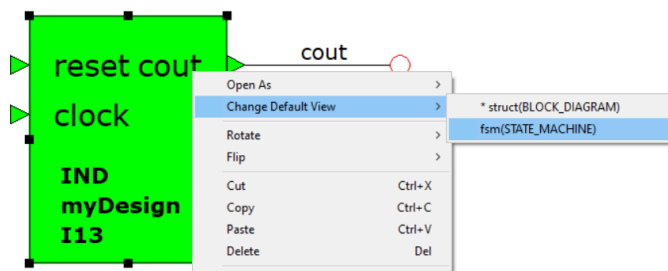 cout
reset cout
clock
IND
myDesign
I13
Open As >
Change Default View >
Rotate >
Flip >
Cut Ctrl+X
Copy Ctrl+C
Paste Ctrl+V
Delete Del
* struct(BLOCK_DIAGRAM)
fsm(STATE_MACHINE)